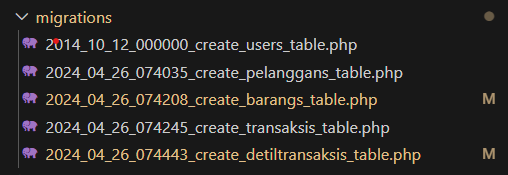 migrations
2014_10_12_000000_create_users_table.php
2024_04_26_074035_create_pelanggans_table.php
2024_04_26_074208_create_barangs_table.php M
2024_04_26_074245_create_transaksis_table.php
2024_04_26_074443_create_detiltransaksis_table.php M